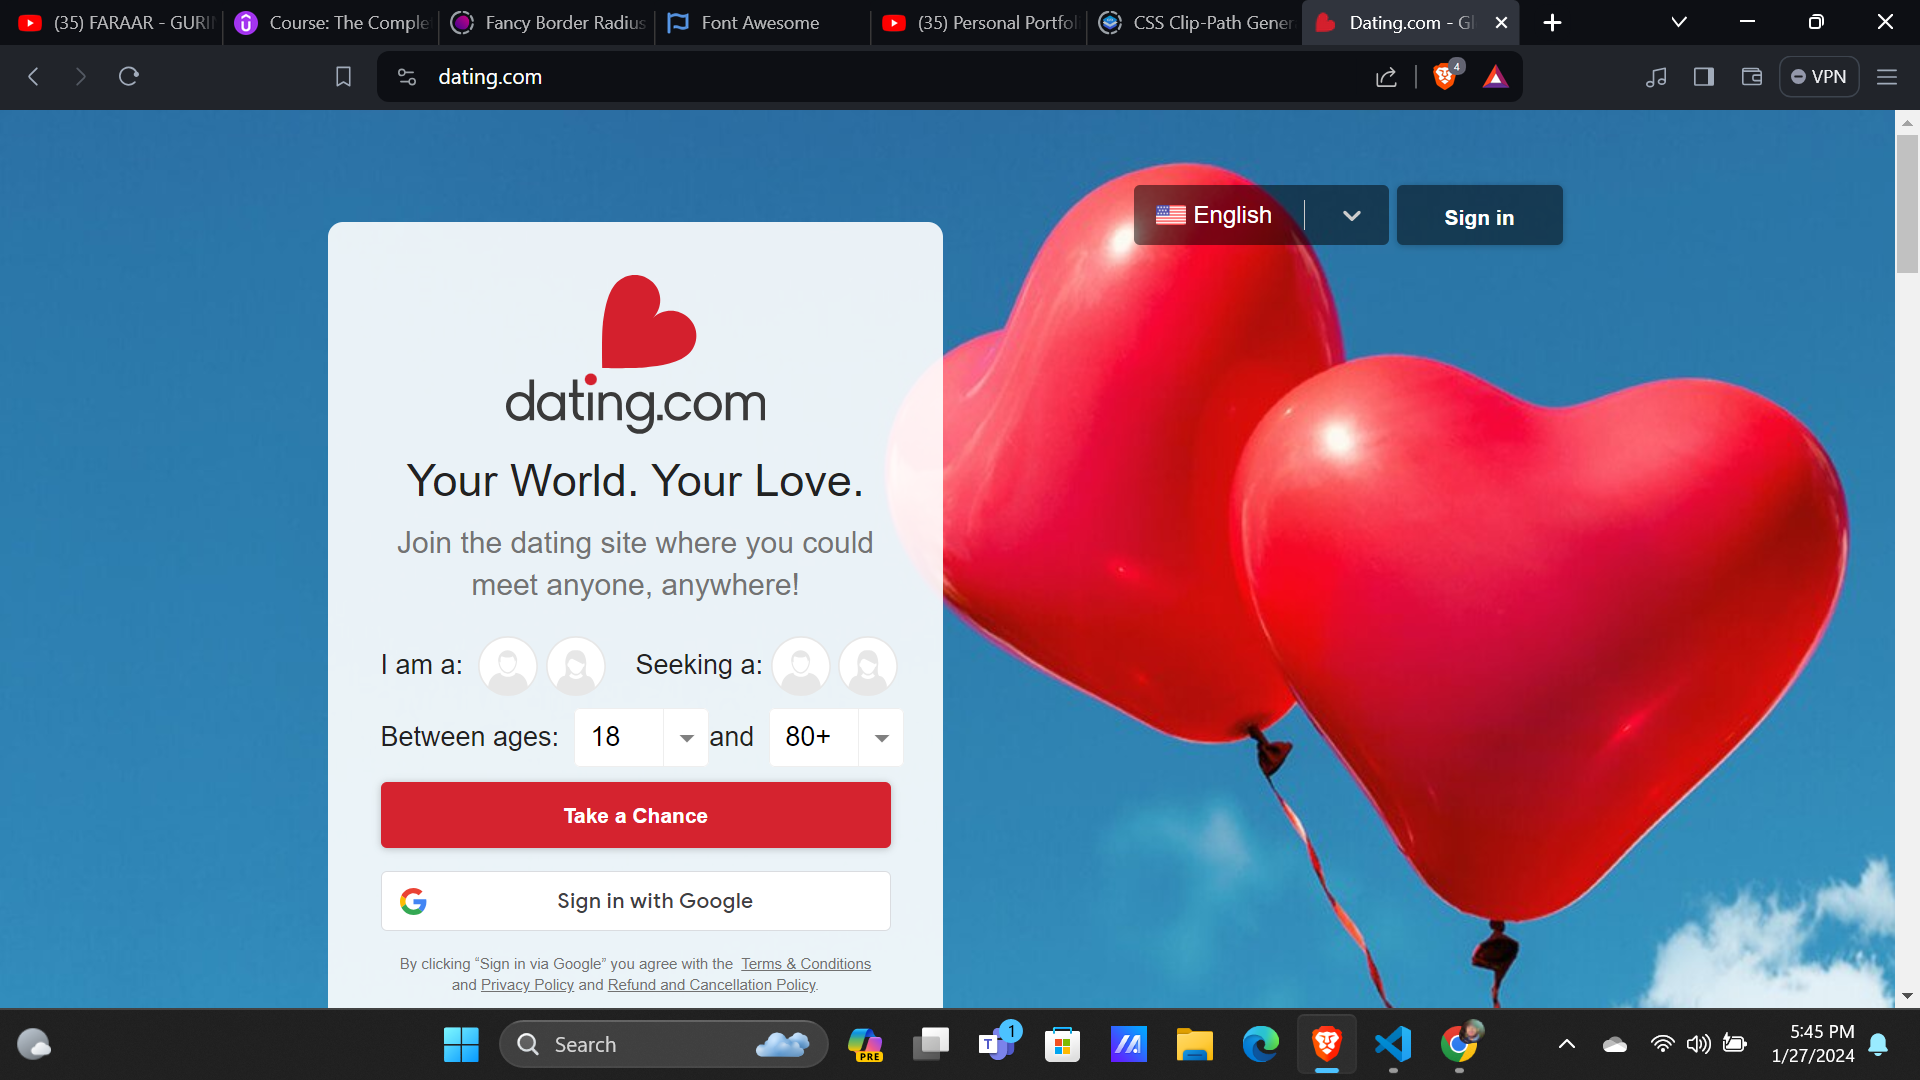 (35) FARAAR - GURI
Course: The Comple
Fancy Border Radius
Font Awesome
(35) Personal Portfol
CSS Clip-Path Gener
Dating.com - Gl
dating.com
4
VPN
English
Sign in
dating.com
Your World. Your Love.
Join the dating site where you could
meet anyone, anywhere!
I am a:
Seeking a:
Between ages: 18 and 80+
Take a Chance
Sign in with Google
By clicking “Sign in via Google” you agree with the Terms & Conditions
and Privacy Policy and Refund and Cancellation Policy.
Search
PRE
T
1
5:45 PM
1/27/2024